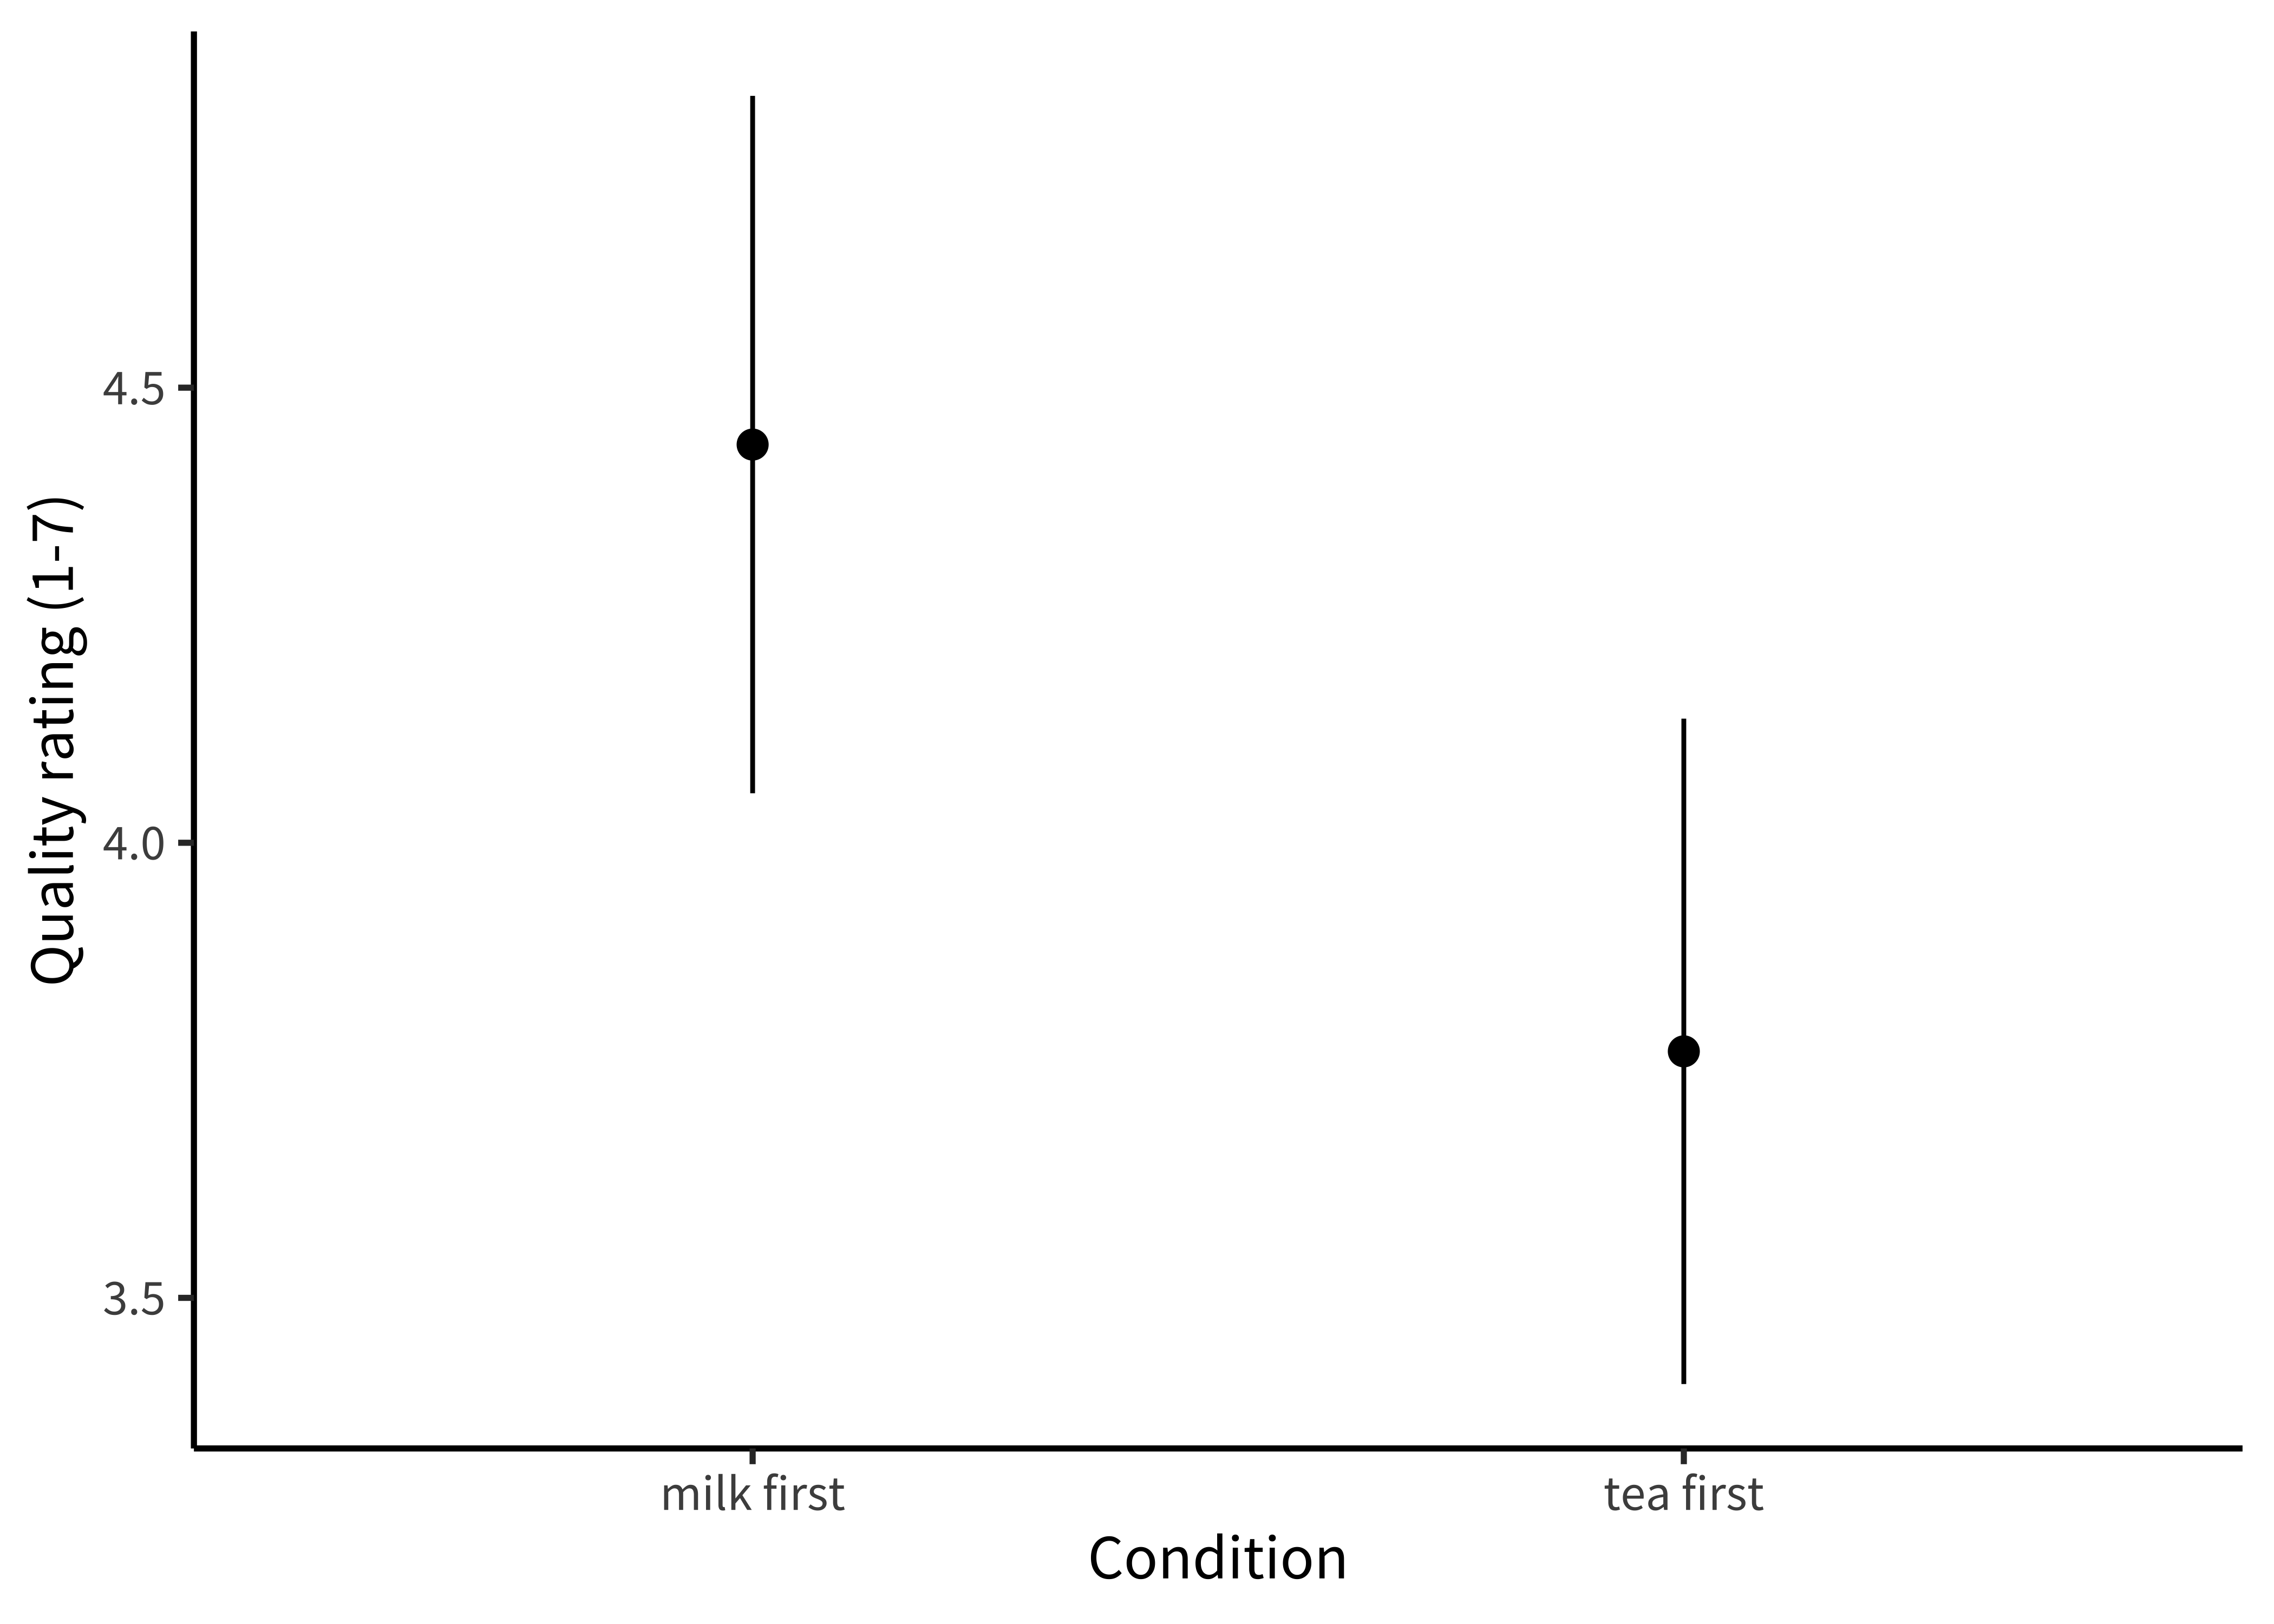 Quality rating (1-7)
4.5
4.0
3.5
milk first
tea first
Condition